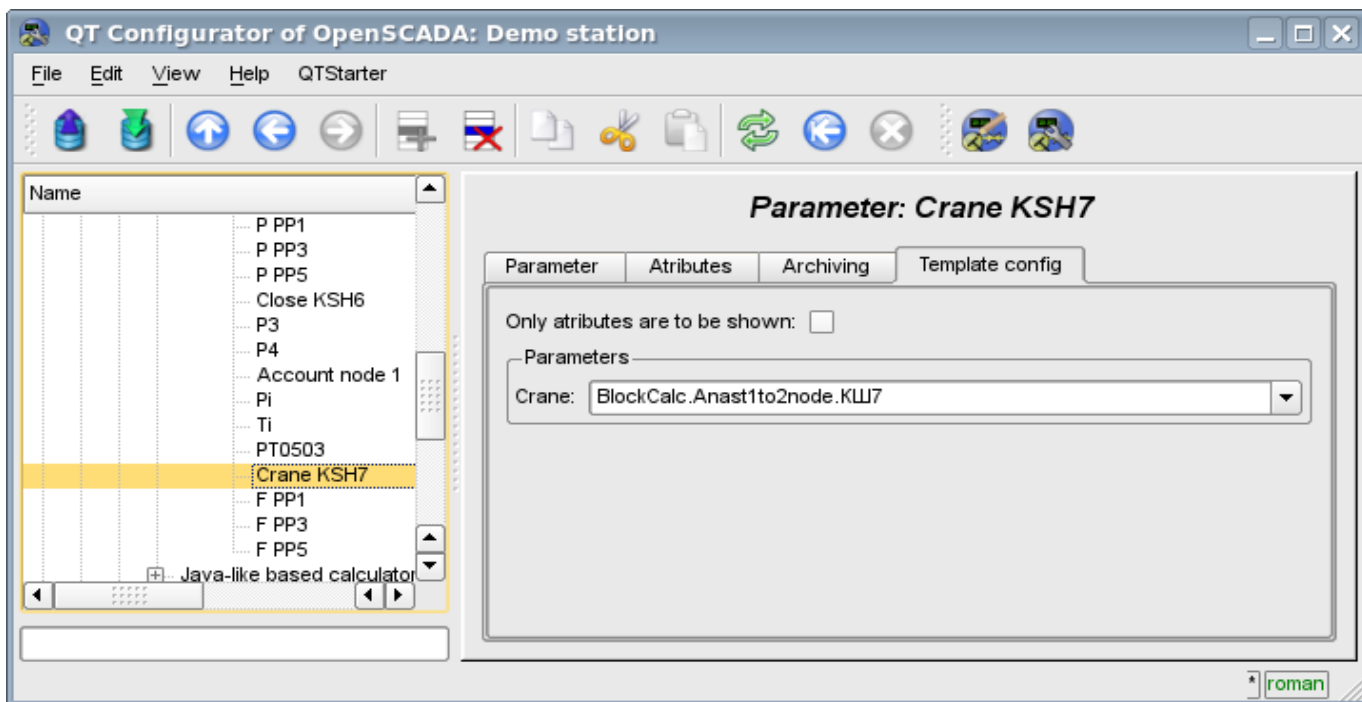 QT Configurator of OpenSCADA: Demo station
File Edit View Help QTStarter
Name
P PP1
P PP3
P PP5
Close KSH6
P3
P4
Account node 1
Pi
Ti
PT0503
Crane KSH7
F PP1
F PP3
F PP5
Java-like based calculator
Parameter: Crane KSH7
Parameter Atributes Archiving Template config
Only atributes are to be shown:
Parameters
Crane: BlockCalc.Anast1to2node.КШ7
* roman